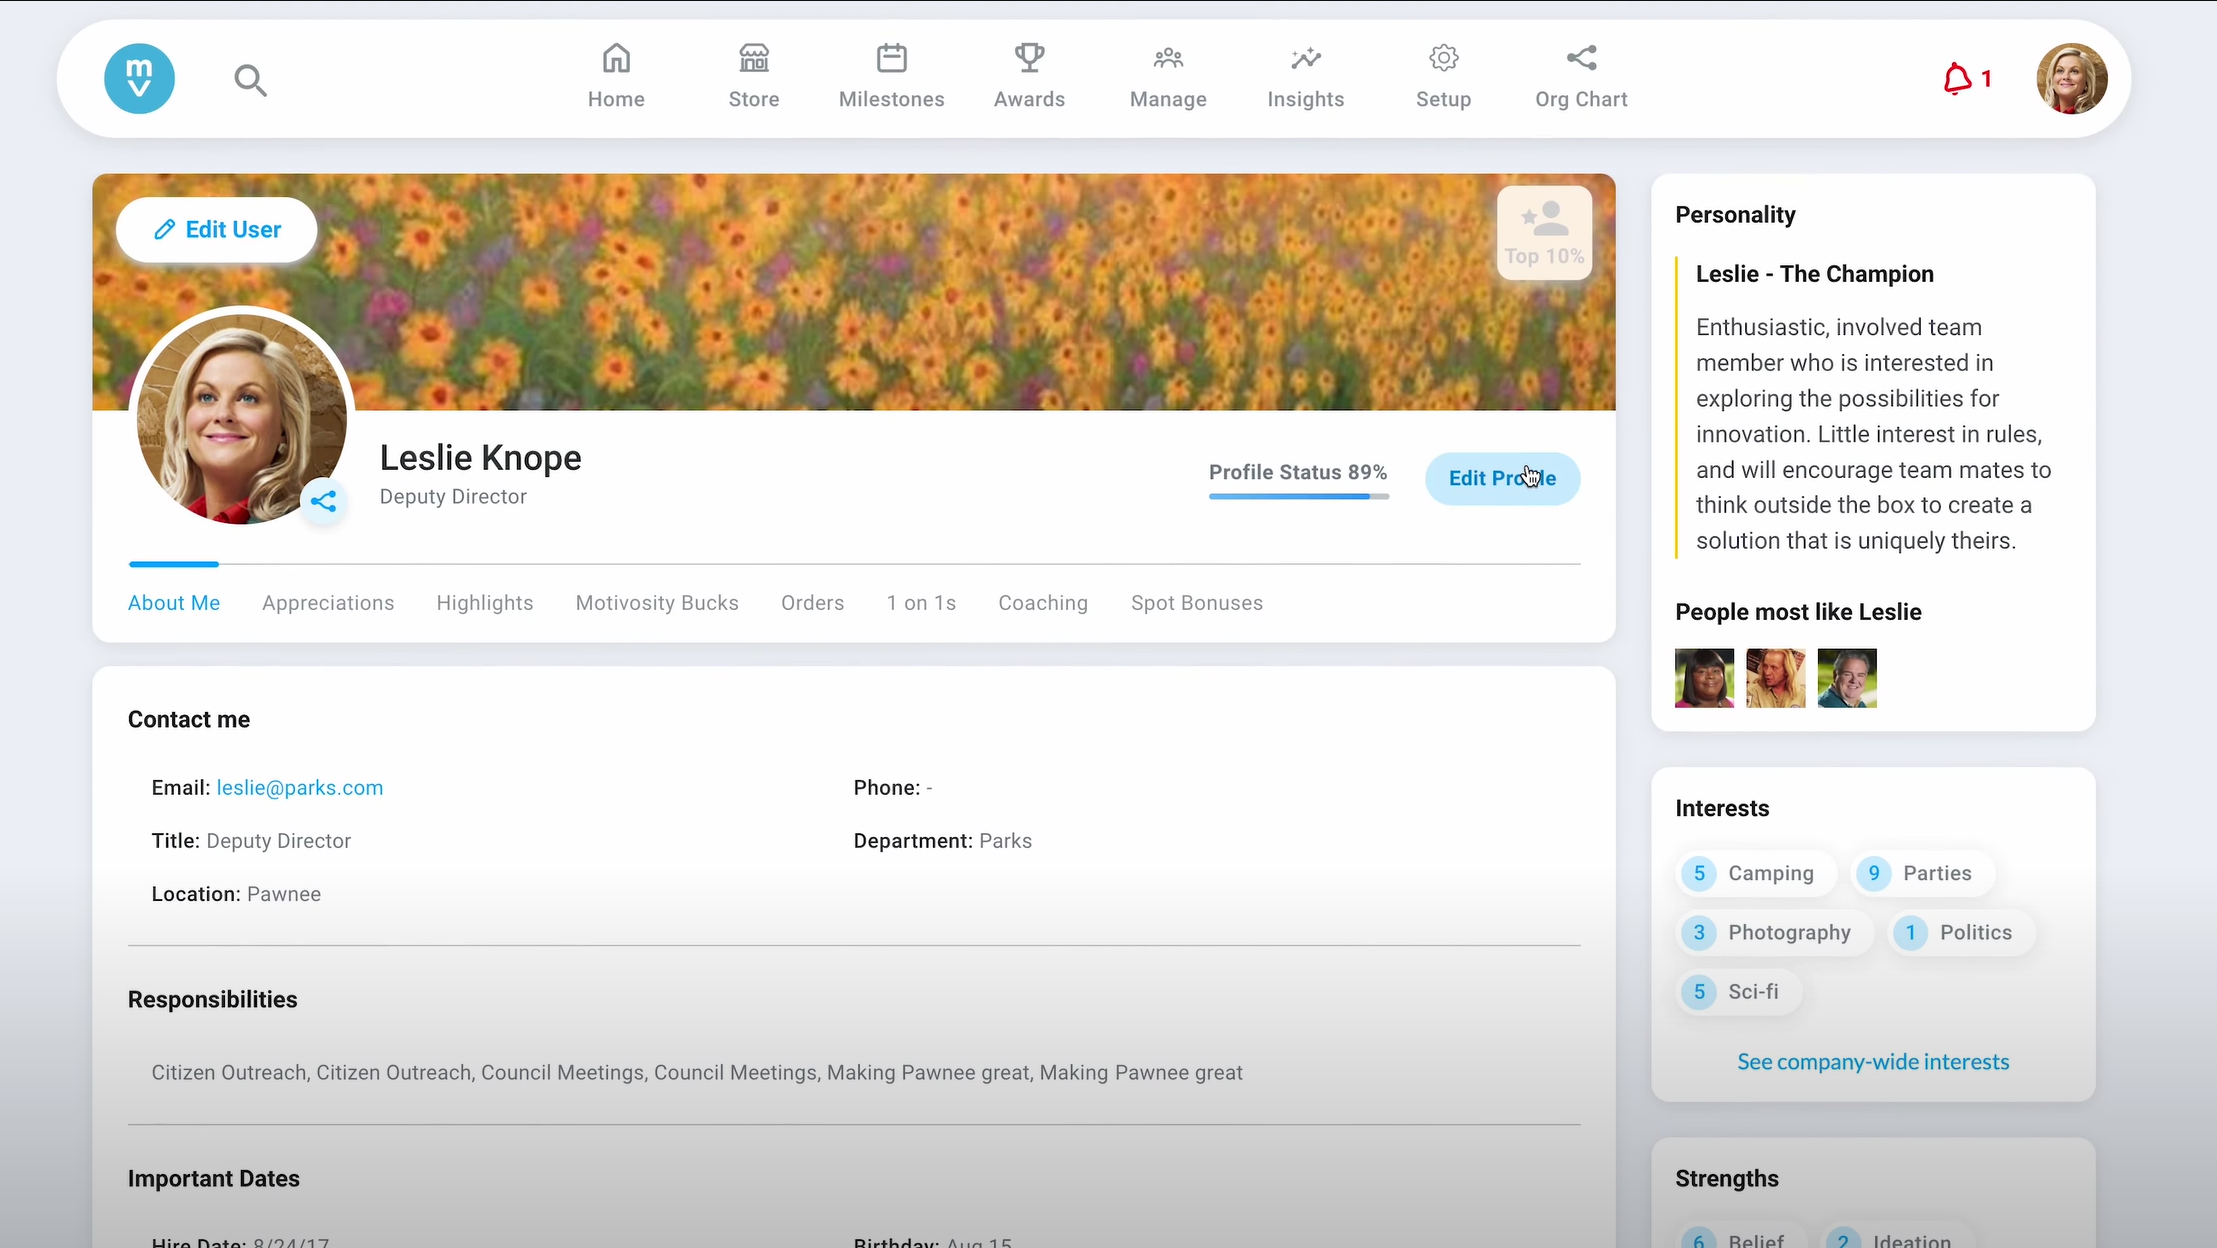 m
v
Home
Store
Milestones
Awards
Manage
Insights
Setup
Org Chart
1
Edit User
Top 10%
Leslie Knope
Deputy Director
Profile Status 89%
Edit Profile
About Me
Appreciations
Highlights
Motivosity Bucks
Orders
1 on 1s
Coaching
Spot Bonuses
Contact me
Email: leslie@parks.com
Phone: -
Title: Deputy Director
Department: Parks
Location: Pawnee
Responsibilities
Citizen Outreach, Citizen Outreach, Council Meetings, Council Meetings, Making Pawnee great, Making Pawnee great
Important Dates
Hire Date: 8/24/17
Birthday: Aug 15
Personality
Leslie - The Champion
Enthusiastic, involved team
member who is interested in
exploring the possibilities for
innovation. Little interest in rules,
and will encourage team mates to
think outside the box to create a
solution that is uniquely theirs.
People most like Leslie
Interests
5 Camping
9 Parties
3 Photography
1 Politics
5 Sci-fi
See company-wide interests
Strengths
6 Belief
2 Ideation